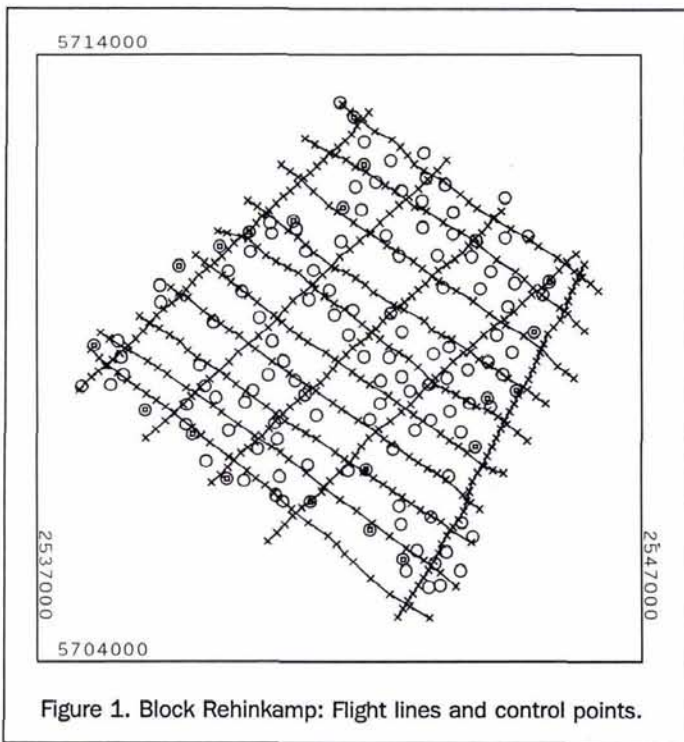 5714000
2537000
2547000
5704000
Figure 1. Block Rehinkamp: Flight lines and control points.